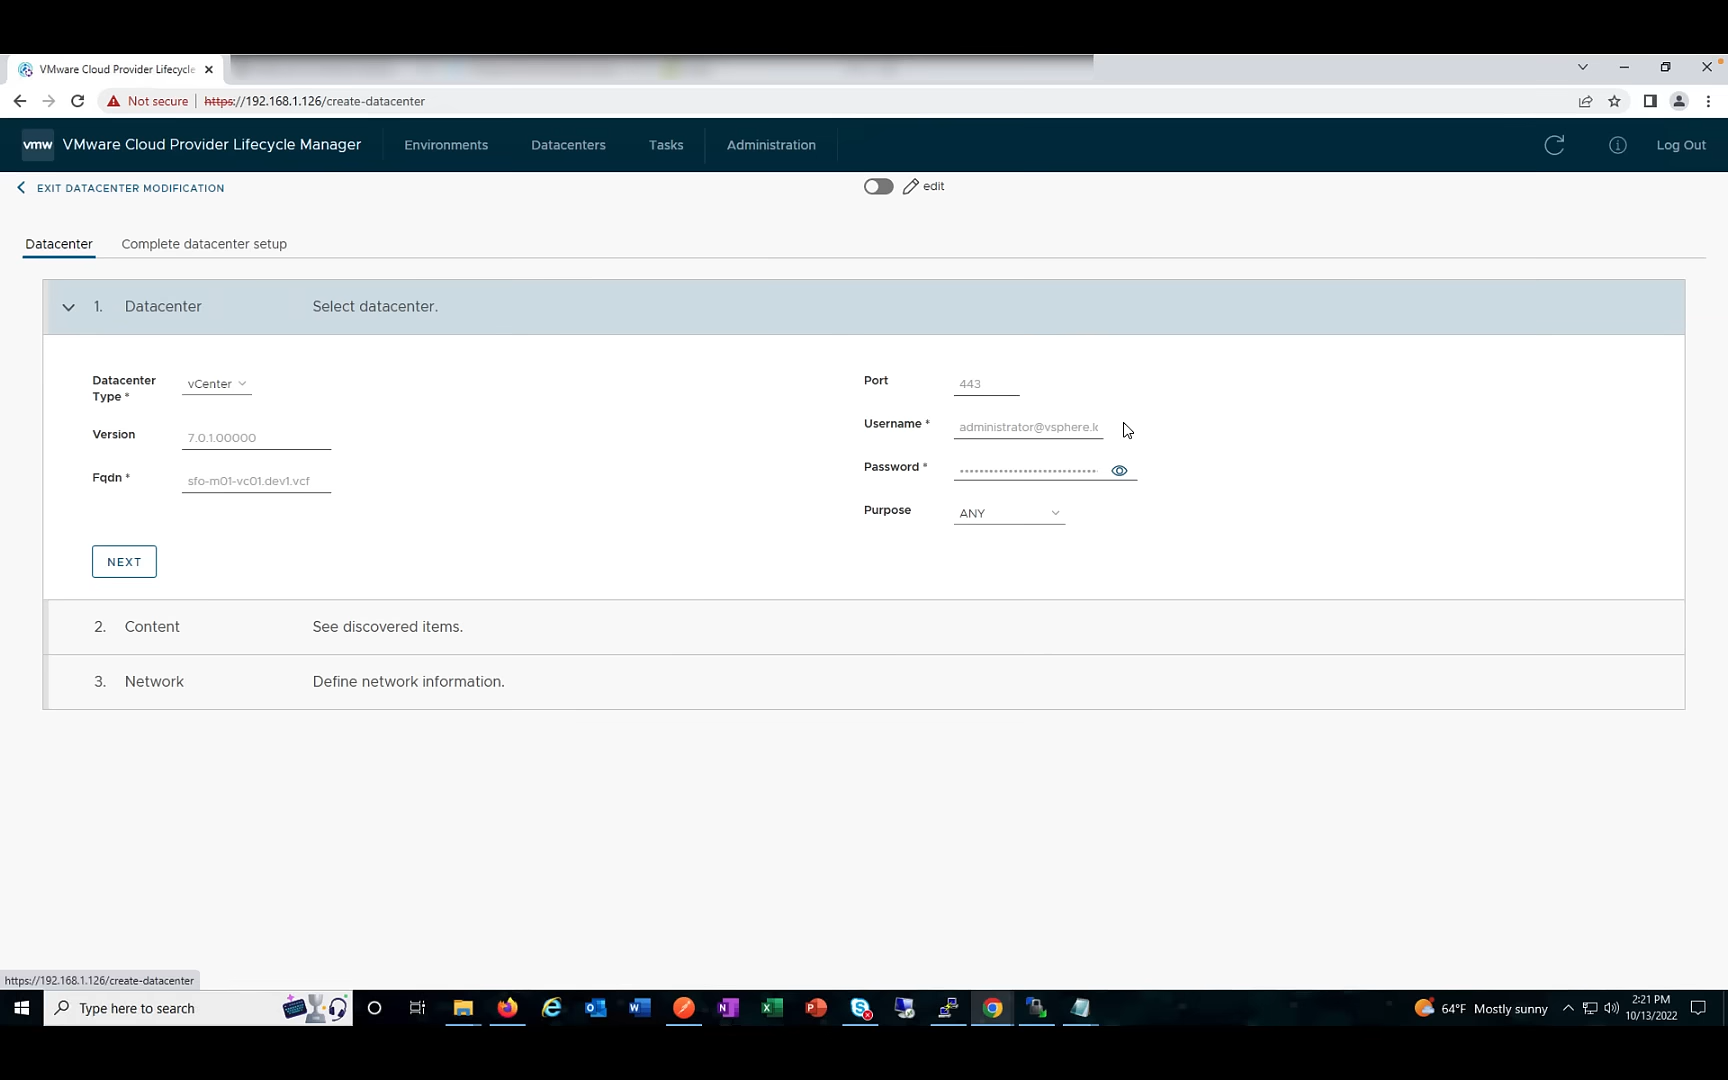 VMware Cloud Provider Lifecycle
Not secure https://192.168.1.126/create-datacenter
vmw VMware Cloud Provider Lifecycle Manager Environments Datacenters Tasks Administration Log Out
EXIT DATACENTER MODIFICATION edit
Datacenter Complete datacenter setup
1. Datacenter Select datacenter.
Datacenter Type * vCenter
Version 7.0.1.00000
Fqdn * sfo-m01-vc01.dev1.vcf
Port 443
Username * administrator@vsphere.lo
Password *
Purpose ANY
NEXT
2. Content See discovered items.
3. Network Define network information.
https://192.168.1.126/create-datacenter
Type here to search
64°F Mostly sunny
2:21 PM
10/13/2022